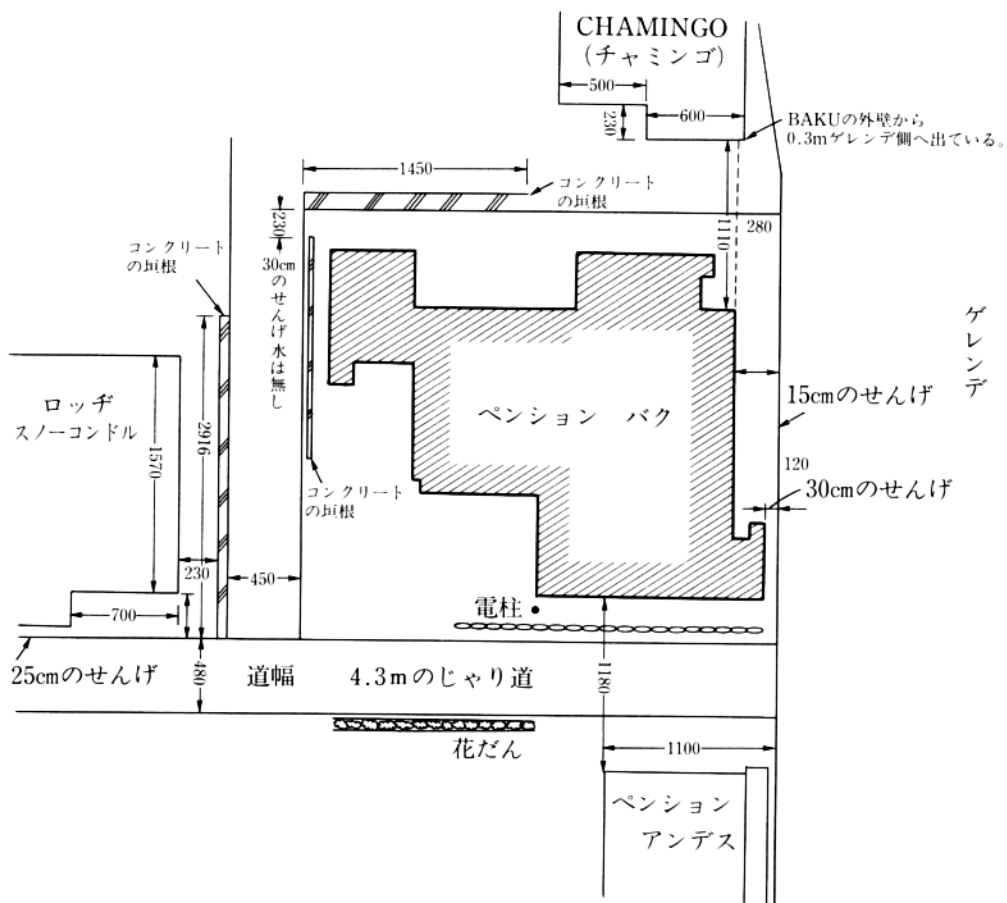 CHAMINGO
(チャミンゴ)
500
600
230
BAKUの外壁から
0.3mゲレンデ側へ出ている。
1450
コンクリート
の垣根
230
1110
280
コンクリート
の垣根
30cmのせんげ水は無し
ゲレンデ
ロッヂ
スノーコンドル
1570
2916
ペンション バク
15cmのせんげ
120
30cmのせんげ
コンクリート
の垣根
230
450
700
電柱
25cmのせんげ
480
道幅 4.3mのじゃり道
1180
花だん
1100
ペンション
アンデス